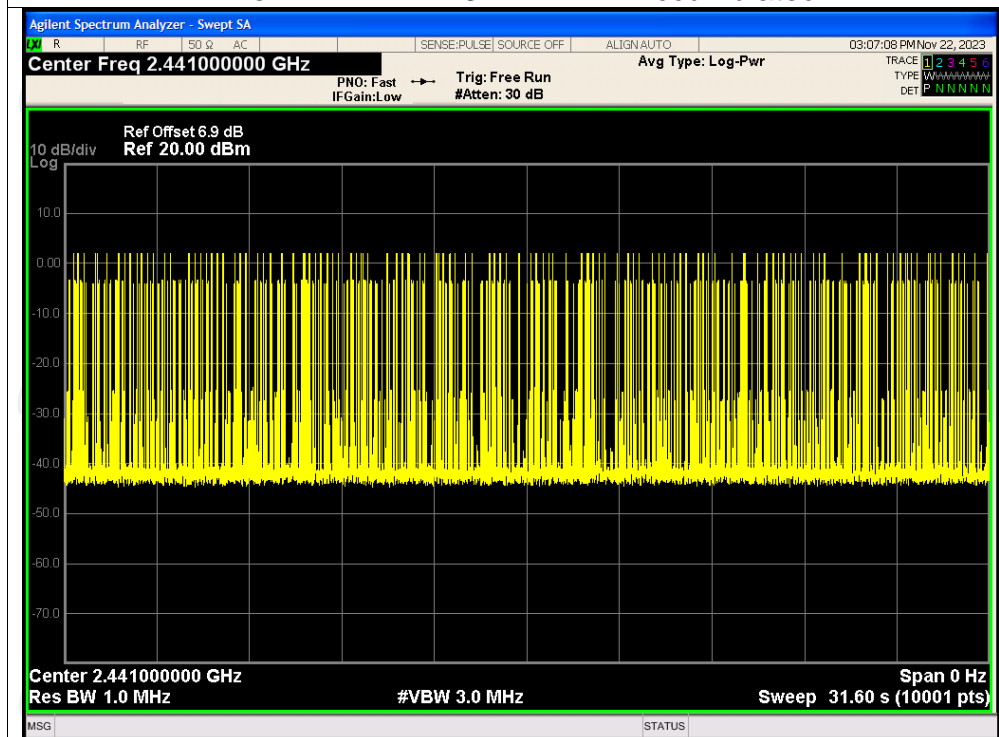 Agilent Spectrum Analyzer - Swept SA
LXI R RF 50 Ω AC SENSE:PULSE SOURCE OFF ALIGN AUTO 03:07:08 PM Nov 22, 2023
Center Freq 2.441000000 GHz Avg Type: Log-Pwr TRACE 1 2 3 4 5 6
PNO: Fast Trig: Free Run TYPE WWWWWW
IFGain:Low #Atten: 30 dB DET P N N N N N
Ref Offset 6.9 dB
10 dB/div Ref 20.00 dBm
Log
10.0
0.00
-10.0
-20.0
-30.0
-40.0
-50.0
-60.0
-70.0
Center 2.441000000 GHz Span 0 Hz
Res BW 1.0 MHz #VBW 3.0 MHz Sweep 31.60 s (10001 pts)
MSG STATUS